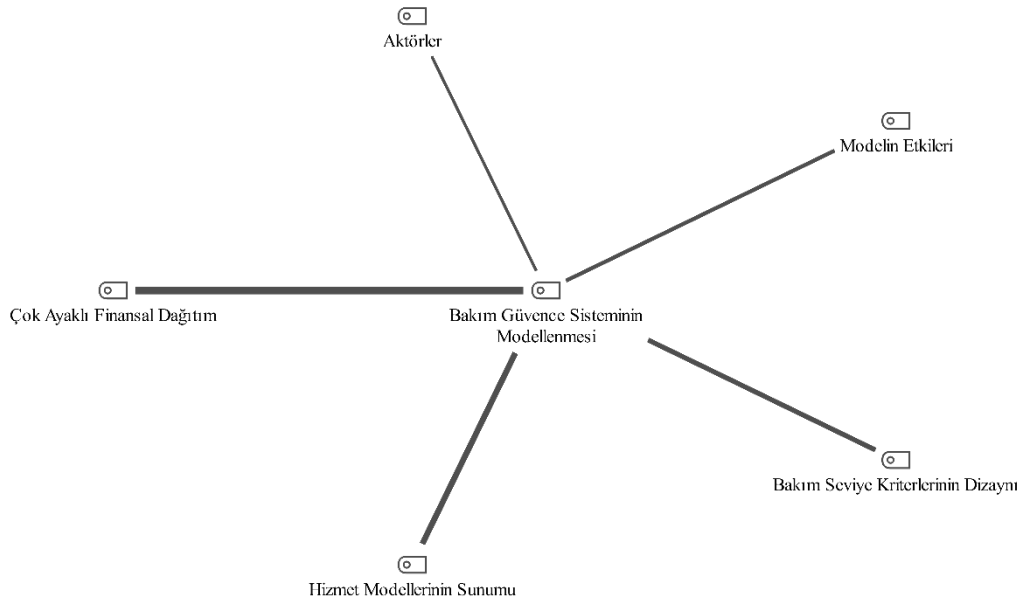 Aktörler
Modelin Etkileri
Çok Ayaklı Finansal Dağıtım
Bakım Güvence Sisteminin
Modellenmesi
Bakım Seviye Kriterlerinin Dizaynı
Hizmet Modellerinin Sunumu